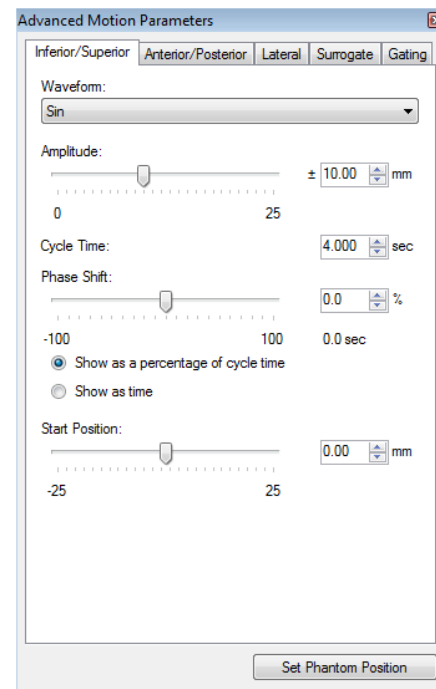 Advanced Motion Parameters
Inferior/Superior Anterior/Posterior Lateral Surrogate Gating
Waveform:
Sin
Amplitude:
± 10.00 mm
0 25
Cycle Time: 4.000 sec
Phase Shift:
0.0 %
-100 100 0.0 sec
Show as a percentage of cycle time
Show as time
Start Position:
0.00 mm
-25 25
Set Phantom Position